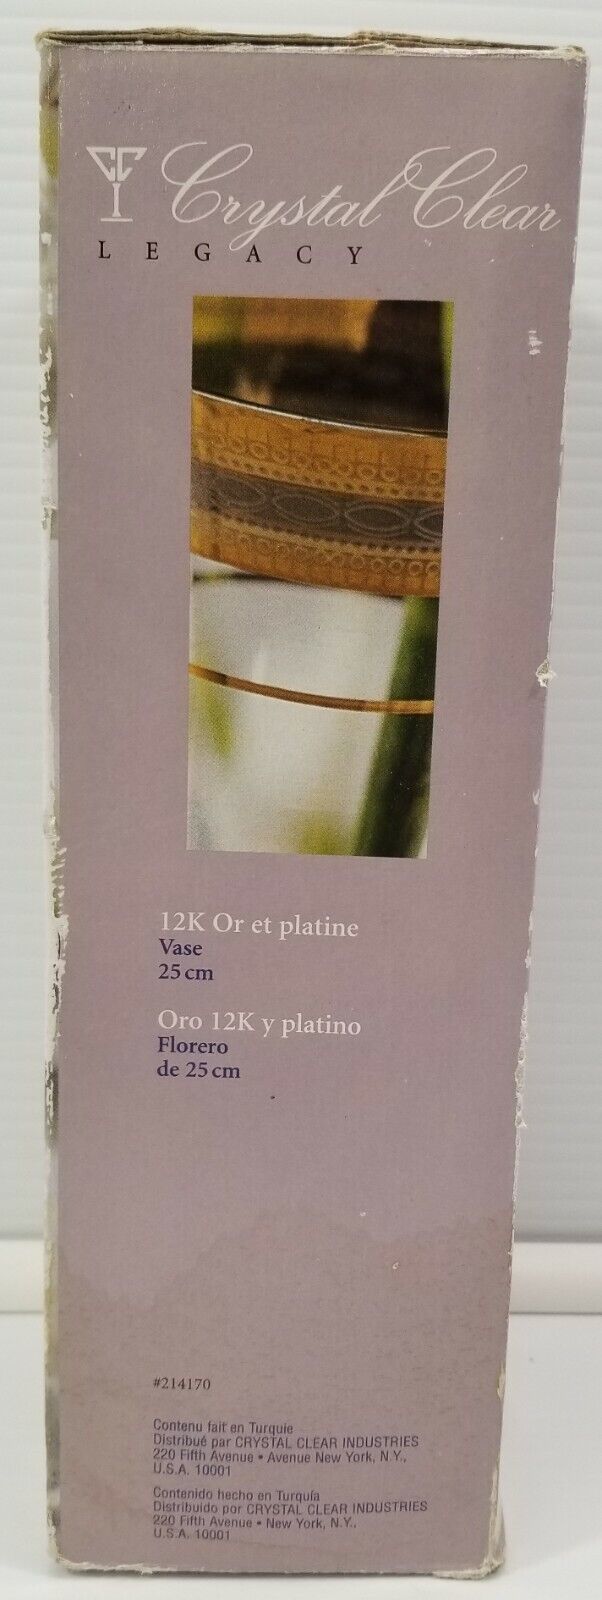 CCI Crystal Clear
LEGACY
12K Or et platine
Vase
25 cm
Oro 12K y platino
Florero
de 25 cm
#214170
Contenu fait en Turquie
Distribué par CRYSTAL CLEAR INDUSTRIES
220 Fifth Avenue • Avenue New York, N.Y.,
U.S.A. 10001
Contenido hecho en Turquía
Distribuido por CRYSTAL CLEAR INDUSTRIES
220 Fifth Avenue • New York, N.Y.,
U.S.A. 10001